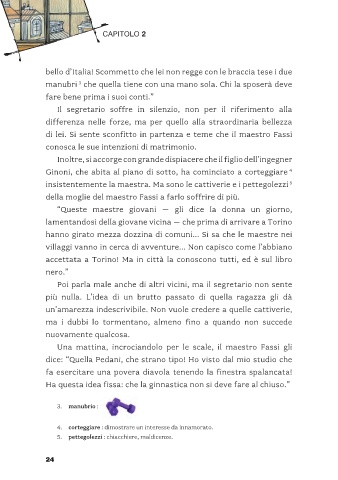 CAPITOLO 2
bello d'Italia! Scommetto che lei non regge con le braccia tese i due
manubri³ che quella tiene con una mano sola. Chi la sposerà deve
fare bene prima i suoi conti.”
Il segretario soffre in silenzio, non per il riferimento alla
differenza nelle forze, ma per quello alla straordinaria bellezza
di lei. Si sente sconfitto in partenza e teme che il maestro Fassi
conosca le sue intenzioni di matrimonio.
Inoltre, si accorge con grande dispiacere che il figlio dell'ingegner
Ginoni, che abita al piano di sotto, ha cominciato a corteggiare⁴
insistentemente la maestra. Ma sono le cattiverie e i pettegolezzi⁵
della moglie del maestro Fassi a farlo soffrire di più.
“Queste maestre giovani — gli dice la donna un giorno,
lamentandosi della giovane vicina — che prima di arrivare a Torino
hanno girato mezza dozzina di comuni... Si sa che le maestre nei
villaggi vanno in cerca di avventure... Non capisco come l'abbiano
accettata a Torino! Ma in città la conoscono tutti, ed è sul libro
nero.”
Poi parla male anche di altri vicini, ma il segretario non sente
più nulla. L'idea di un brutto passato di quella ragazza gli dà
un'amarezza indescrivibile. Non vuole credere a quelle cattiverie,
ma i dubbi lo tormentano, almeno fino a quando non succede
nuovamente qualcosa.
Una mattina, incrociandolo per le scale, il maestro Fassi gli
dice: “Quella Pedani, che strano tipo! Ho visto dal mio studio che
fa esercitare una povera diavola tenendo la finestra spalancata!
Ha questa idea fissa: che la ginnastica non si deve fare al chiuso.”
3. manubrio :
4. corteggiare : dimostrare un interesse da innamorato.
5. pettegolezzi : chiacchiere, maldicenze.
24